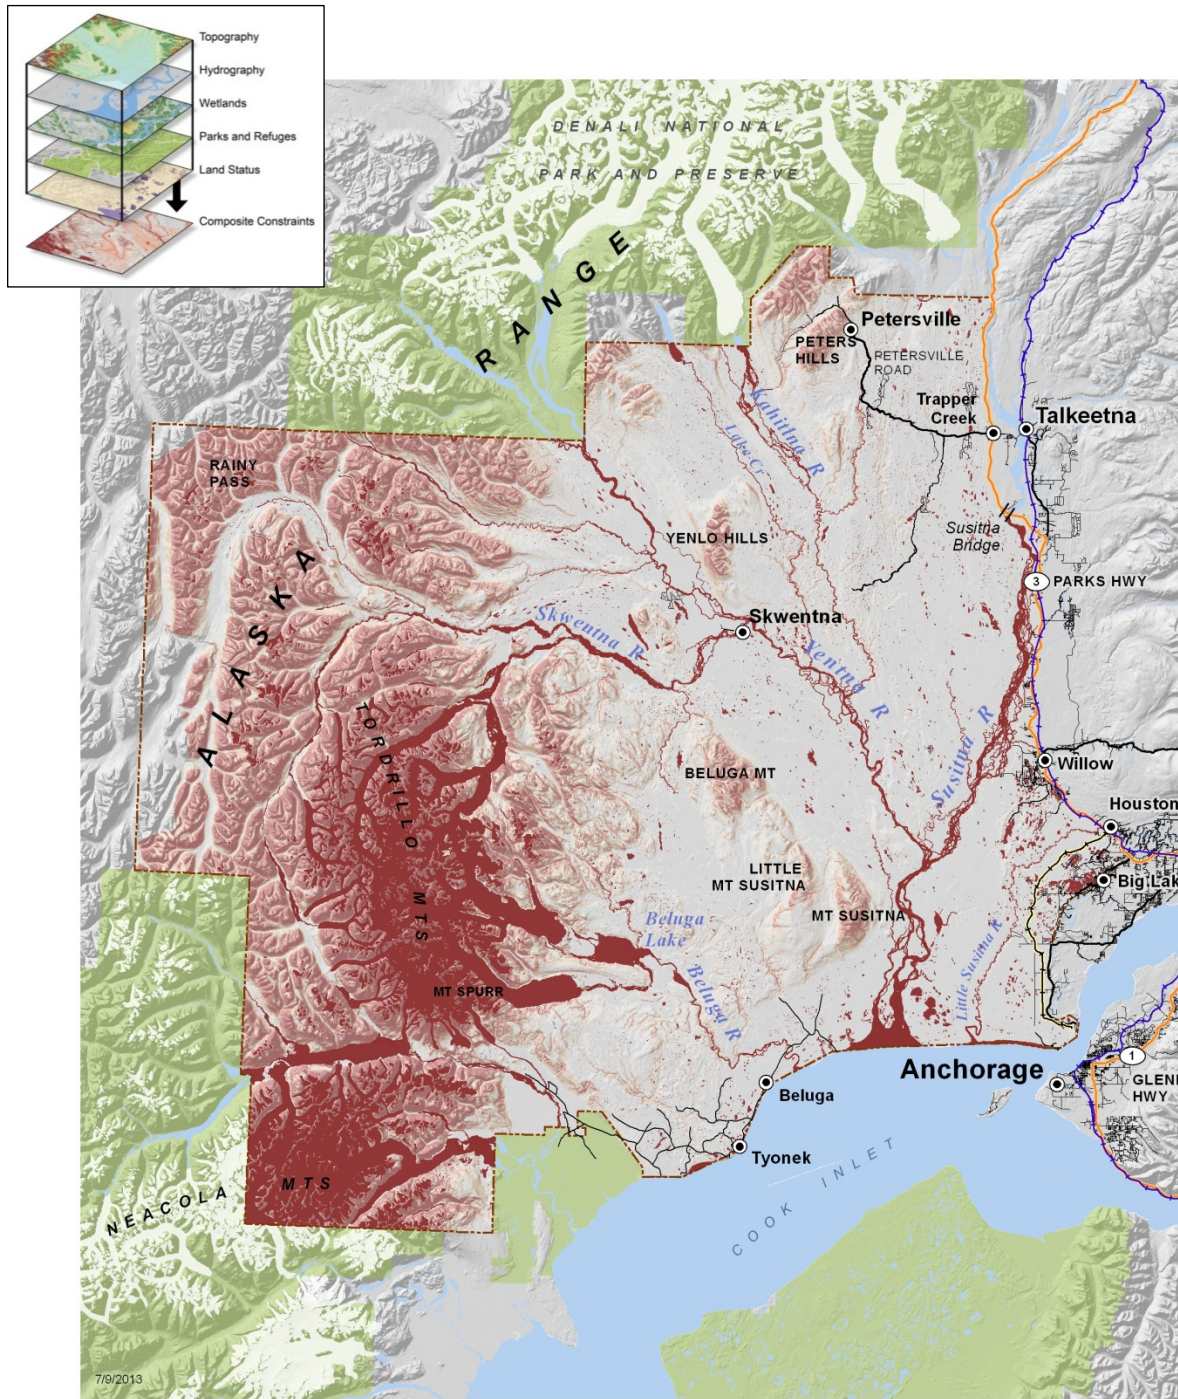 Topography
Hydrography
Wetlands
Parks and Refuges
Land Status
Composite Constraints
DENALI NATIONAL
PARK AND PRESERVE
RANGE
Petersville
PETERS
HILLS
PETERSVILLE
ROAD
Trapper
Creek
Talkeetna
Kahiltna R
Lake Cr
RAINY
PASS
ALASKA
YENLO HILLS
Susitna
Bridge
3
PARKS HWY
Skwentna
Skwentna R
Yentna R
Susitna R
TORDRILLO MTS
BELUGA MT
Willow
Houston
LITTLE
MT SUSITNA
MT SUSITNA
Big Lak
Beluga
Lake
Beluga R
Little Susitna R
MT SPURR
Anchorage
1
GLEN
HWY
Beluga
Tyonek
COOK INLET
NEACOLA
MTS
7/9/2013